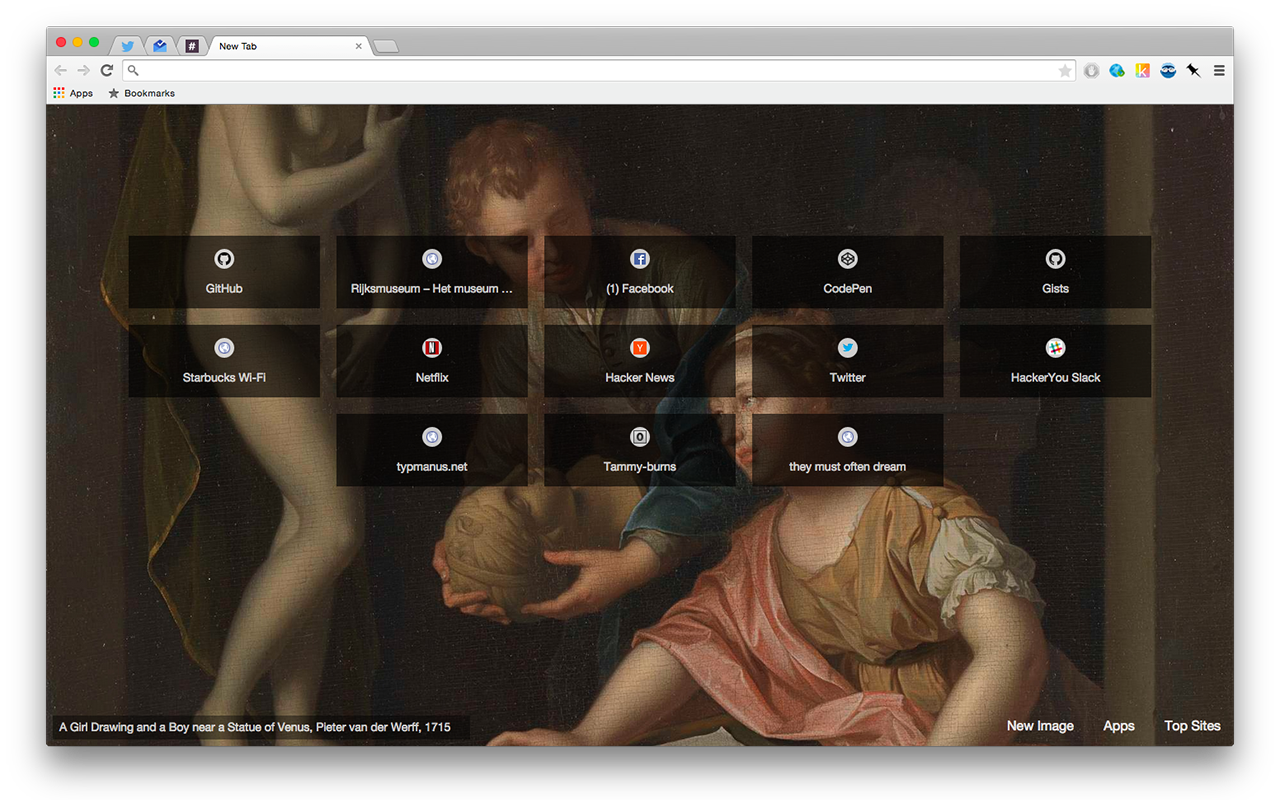 New Tab
Apps
Bookmarks
GitHub
Rijksmuseum – Het museum ...
(1) Facebook
CodePen
Gists
Starbucks Wi-Fi
Netflix
Hacker News
Twitter
HackerYou Slack
typmanus.net
Tammy-burns
they must often dream
A Girl Drawing and a Boy near a Statue of Venus, Pieter van der Werff, 1715
New Image
Apps
Top Sites